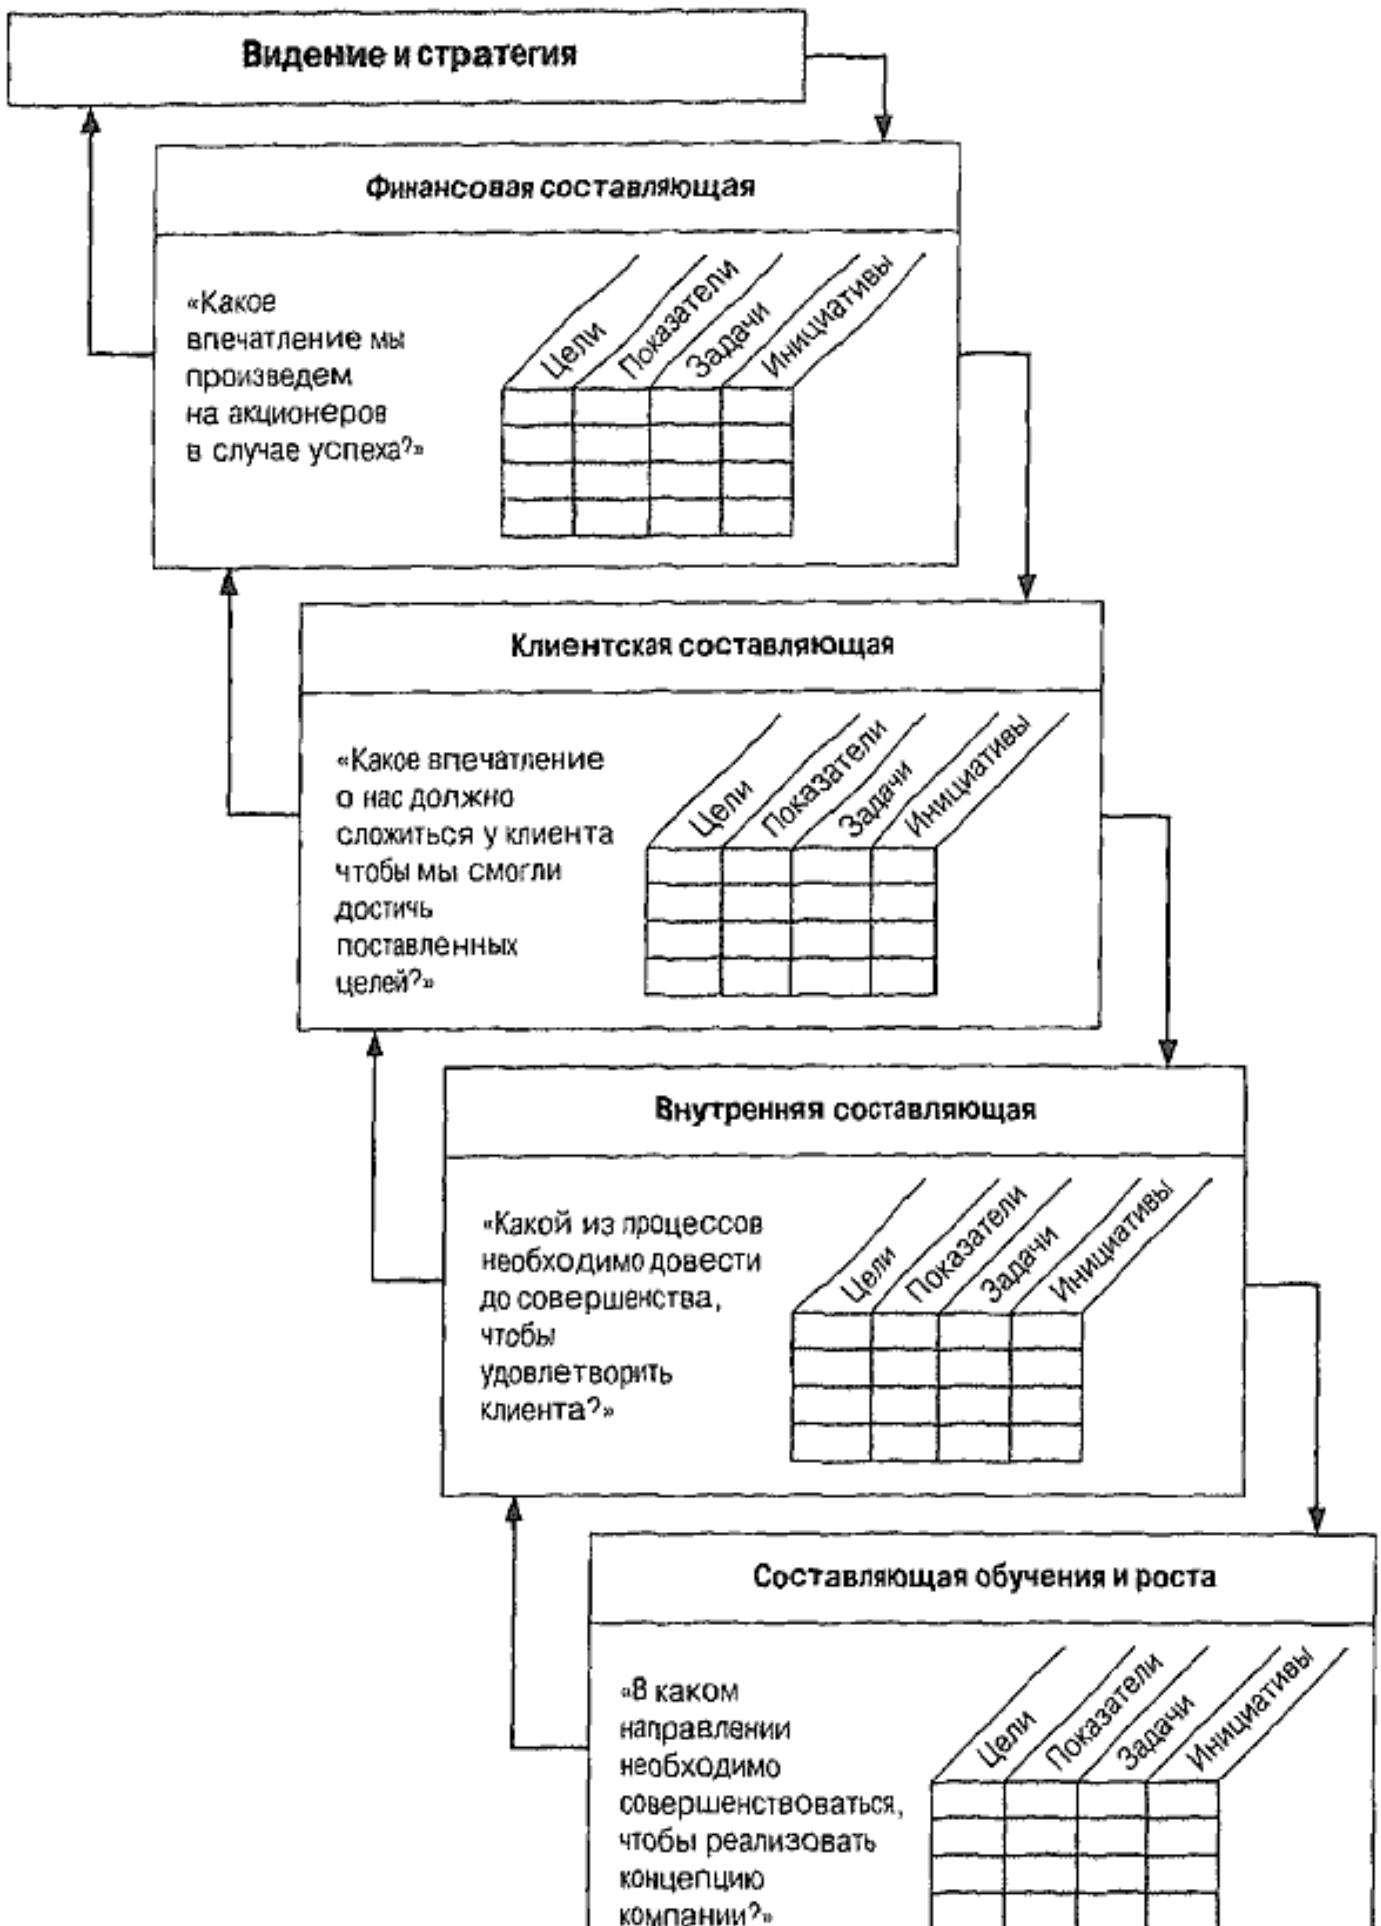 Видение и стратегия
Финансовая составляющая
«Какое
впечатление мы
произведем
на акционеров
в случае успеха?»
Цели
Показатели
Задачи
Инициативы
Клиентская составляющая
«Какое впечатление
о нас должно
сложиться у клиента
чтобы мы смогли
достичь
поставленных
целей?»
Цели
Показатели
Задачи
Инициативы
Внутренняя составляющая
«Какой из процессов
необходимо довести
до совершенства,
чтобы
удовлетворить
клиента?»
Цели
Показатели
Задачи
Инициативы
Составляющая обучения и роста
«В каком
направлении
необходимо
совершенствоваться,
чтобы реализовать
концепцию
компании?»
Цели
Показатели
Задачи
Инициативы